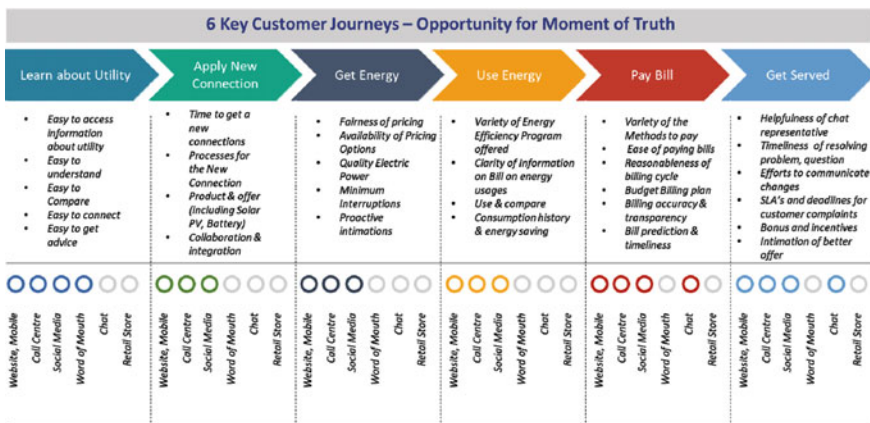 6 Key Customer Journeys – Opportunity for Moment of Truth
Learn about Utility
Apply New
Connection
Get Energy
Use Energy
Pay Bill
Get Served
• Easy to access
information
about utility
• Easy to
understand
• Easy to
Compare
• Easy to connect
• Easy to get
advice
• Time to get a
new
connections
• Processes for
the New
Connection
• Product & offer
(including Solar
PV, Battery)
• Collaboration &
integration
• Fairness of pricing
• Availability of Pricing
Options
• Quality Electric
Power
• Minimum
Interruptions
• Proactive
intimations
• Variety of Energy
Efficiency Program
offered
• Clarity of Information
on Bill on energy
usages
• Use & compare
• Consumption history
& energy saving
• Variety of the
Methods to pay
• Ease of paying bills
• Reasonableness of
billing cycle
• Budget Billing plan
• Billing accuracy &
transparency
• Bill prediction &
timeliness
• Helpfulness of chat
representative
• Timeliness of resolving
problem, question
• Efforts to communicate
changes
• SLA's and deadlines for
customer complaints
• Bonus and incentives
• Intimation of better
offer
Website, Mobile
Call Centre
Social Media
Word of Mouth
Chat
Retail Store
Website, Mobile
Call Centre
Social Media
Word of Mouth
Chat
Retail Store
Website, Mobile
Call Centre
Social Media
Word of Mouth
Chat
Retail Store
Website, Mobile
Call Centre
Social Media
Word of Mouth
Chat
Retail Store
Website, Mobile
Call Centre
Social Media
Word of Mouth
Chat
Retail Store
Website, Mobile
Call Centre
Social Media
Word of Mouth
Chat
Retail Store